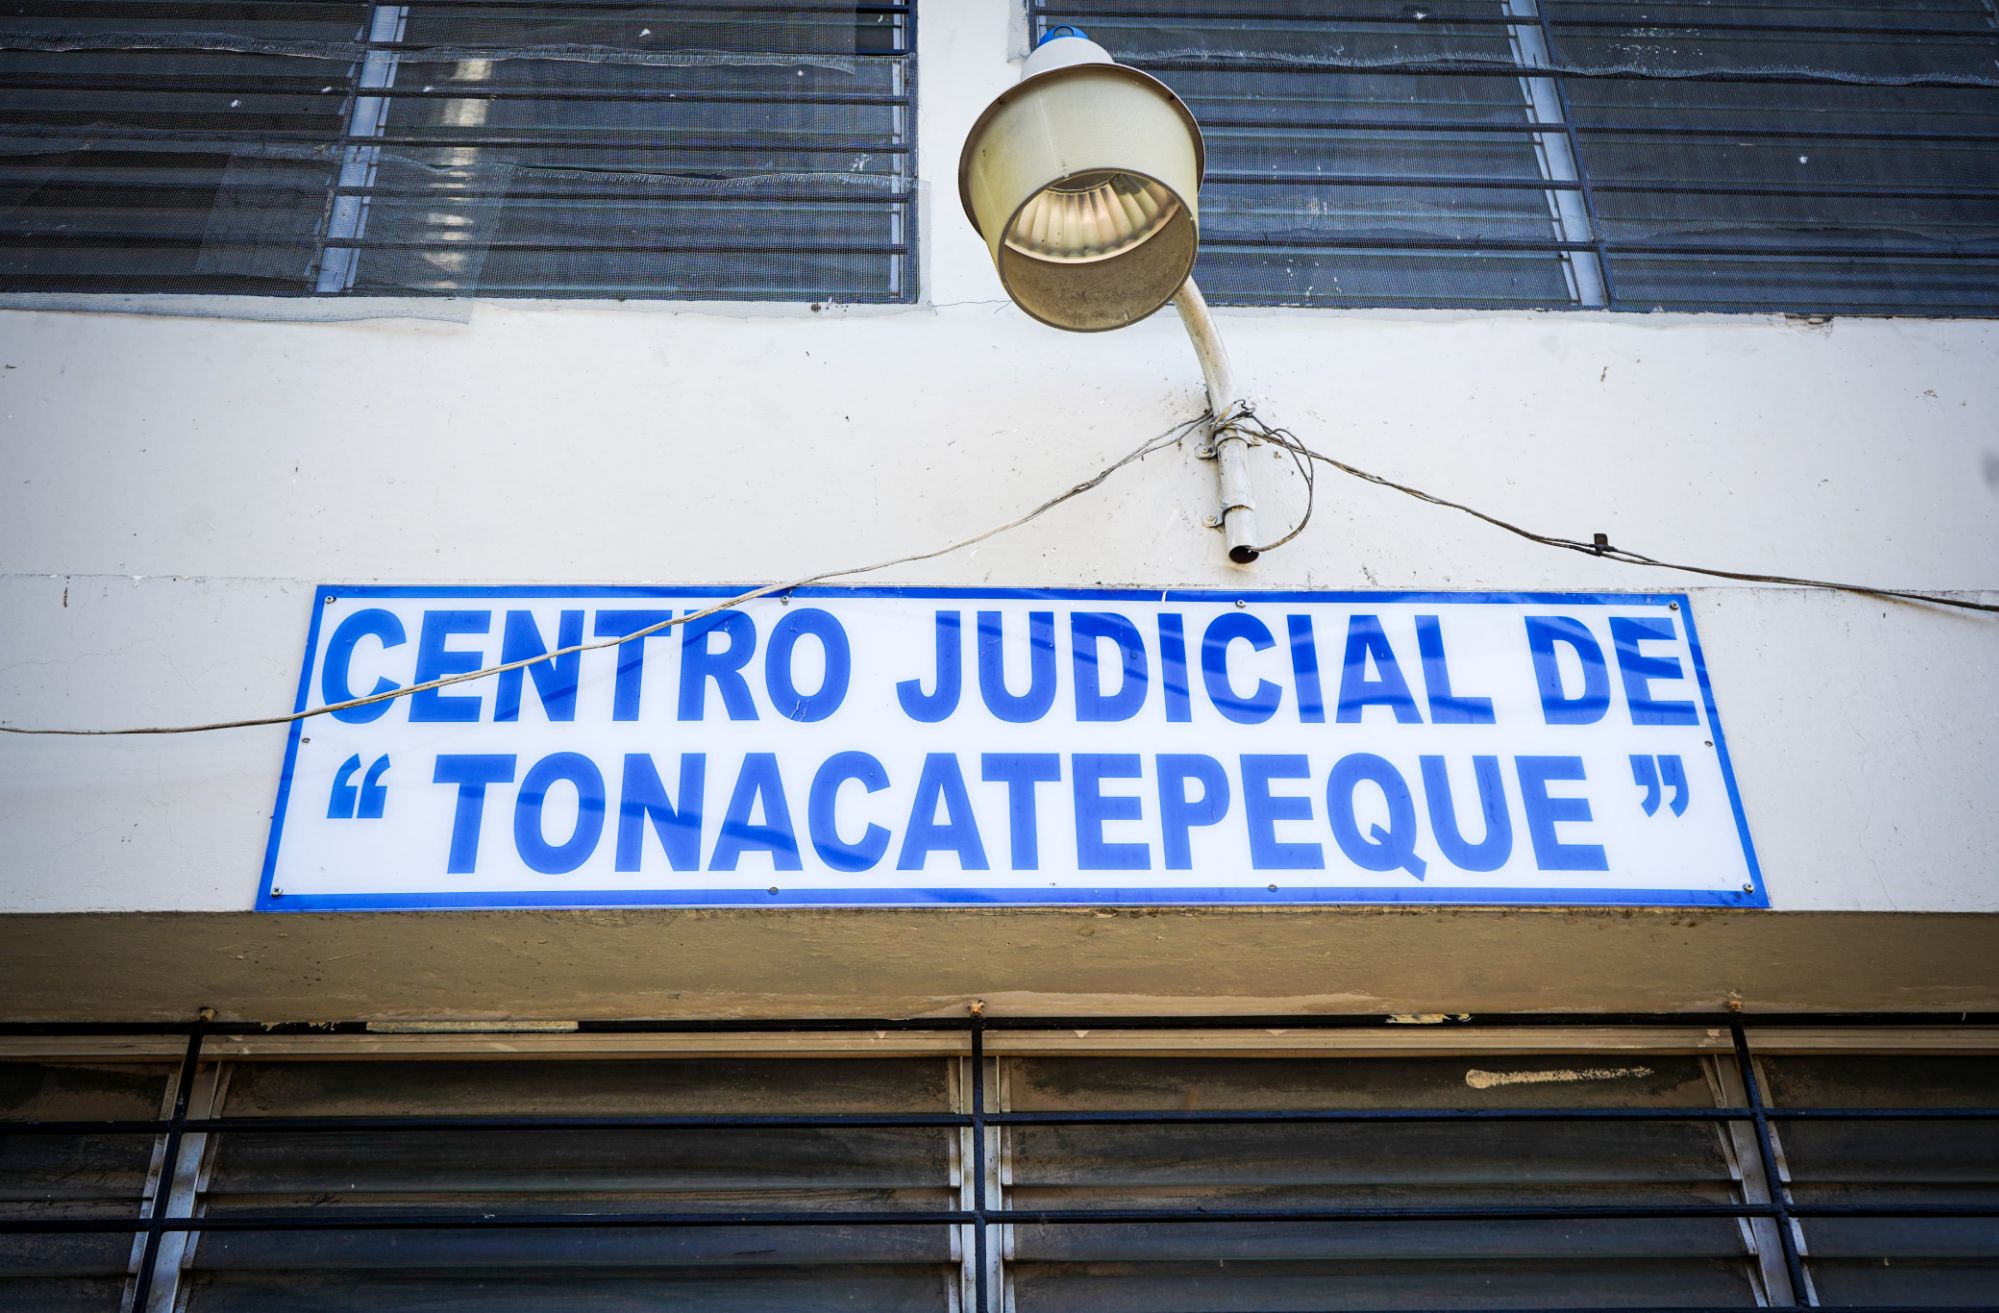 CENTRO JUDICIAL DE
“ TONACATEPEQUE ”